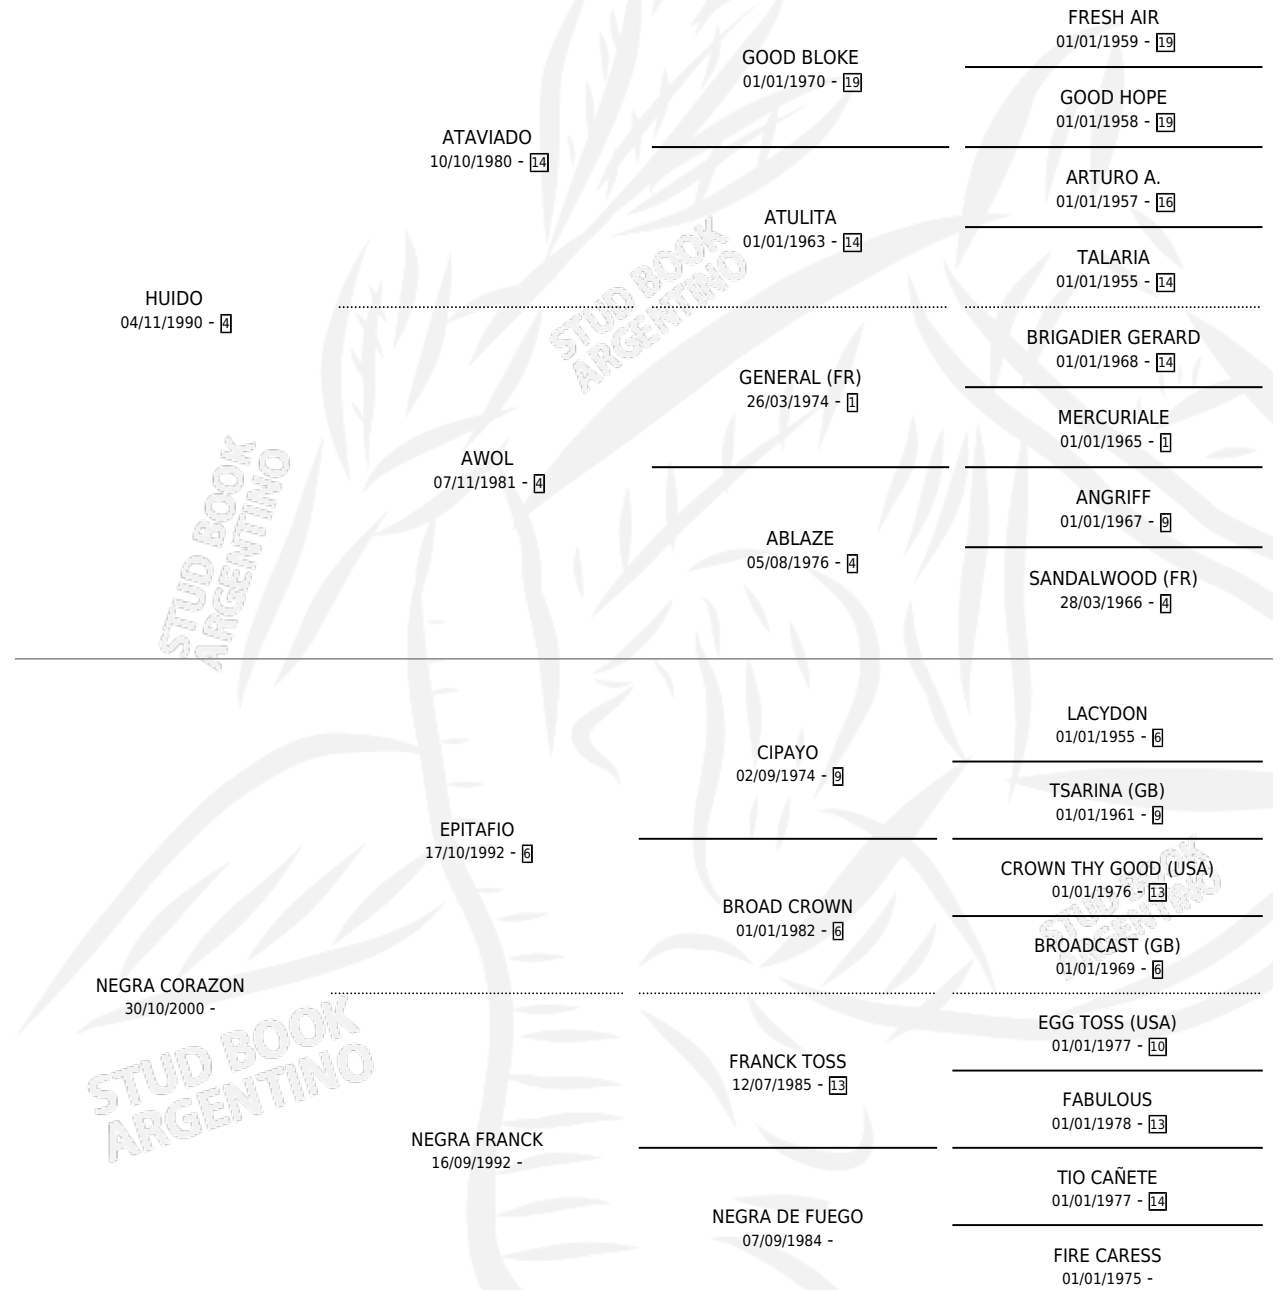 FRESH AIR
01/01/1959 - 19
GOOD BLOKE
01/01/1970 - 19
GOOD HOPE
01/01/1958 - 19
ATAVIADO
10/10/1980 - 14
ARTURO A.
01/01/1957 - 16
ATULITA
01/01/1963 - 14
TALARIA
01/01/1955 - 14
HUIDO
04/11/1990 - 4
BRIGADIER GERARD
01/01/1968 - 14
GENERAL (FR)
26/03/1974 - 1
MERCURIALE
01/01/1965 - 1
AWOL
07/11/1981 - 4
ANGRIFF
01/01/1967 - 9
ABLAZE
05/08/1976 - 4
SANDALWOOD (FR)
28/03/1966 - 4
LACYDON
01/01/1955 - 6
CIPAYO
02/09/1974 - 9
TSARINA (GB)
01/01/1961 - 9
EPITAFIO
17/10/1992 - 6
CROWN THY GOOD (USA)
01/01/1976 - 13
BROAD CROWN
01/01/1982 - 6
BROADCAST (GB)
01/01/1969 - 6
NEGRA CORAZON
30/10/2000 -
EGG TOSS (USA)
01/01/1977 - 10
FRANCK TOSS
12/07/1985 - 13
FABULOUS
01/01/1978 - 13
NEGRA FRANCK
16/09/1992 -
TIO CAÑETE
01/01/1977 - 14
NEGRA DE FUEGO
07/09/1984 -
FIRE CARESS
01/01/1975 -
STUD BOOK
ARGENTINO
STUD BOOK
ARGENTINO
STUD BOOK
ARGENTINO
STUD BOOK
ARGENTINO